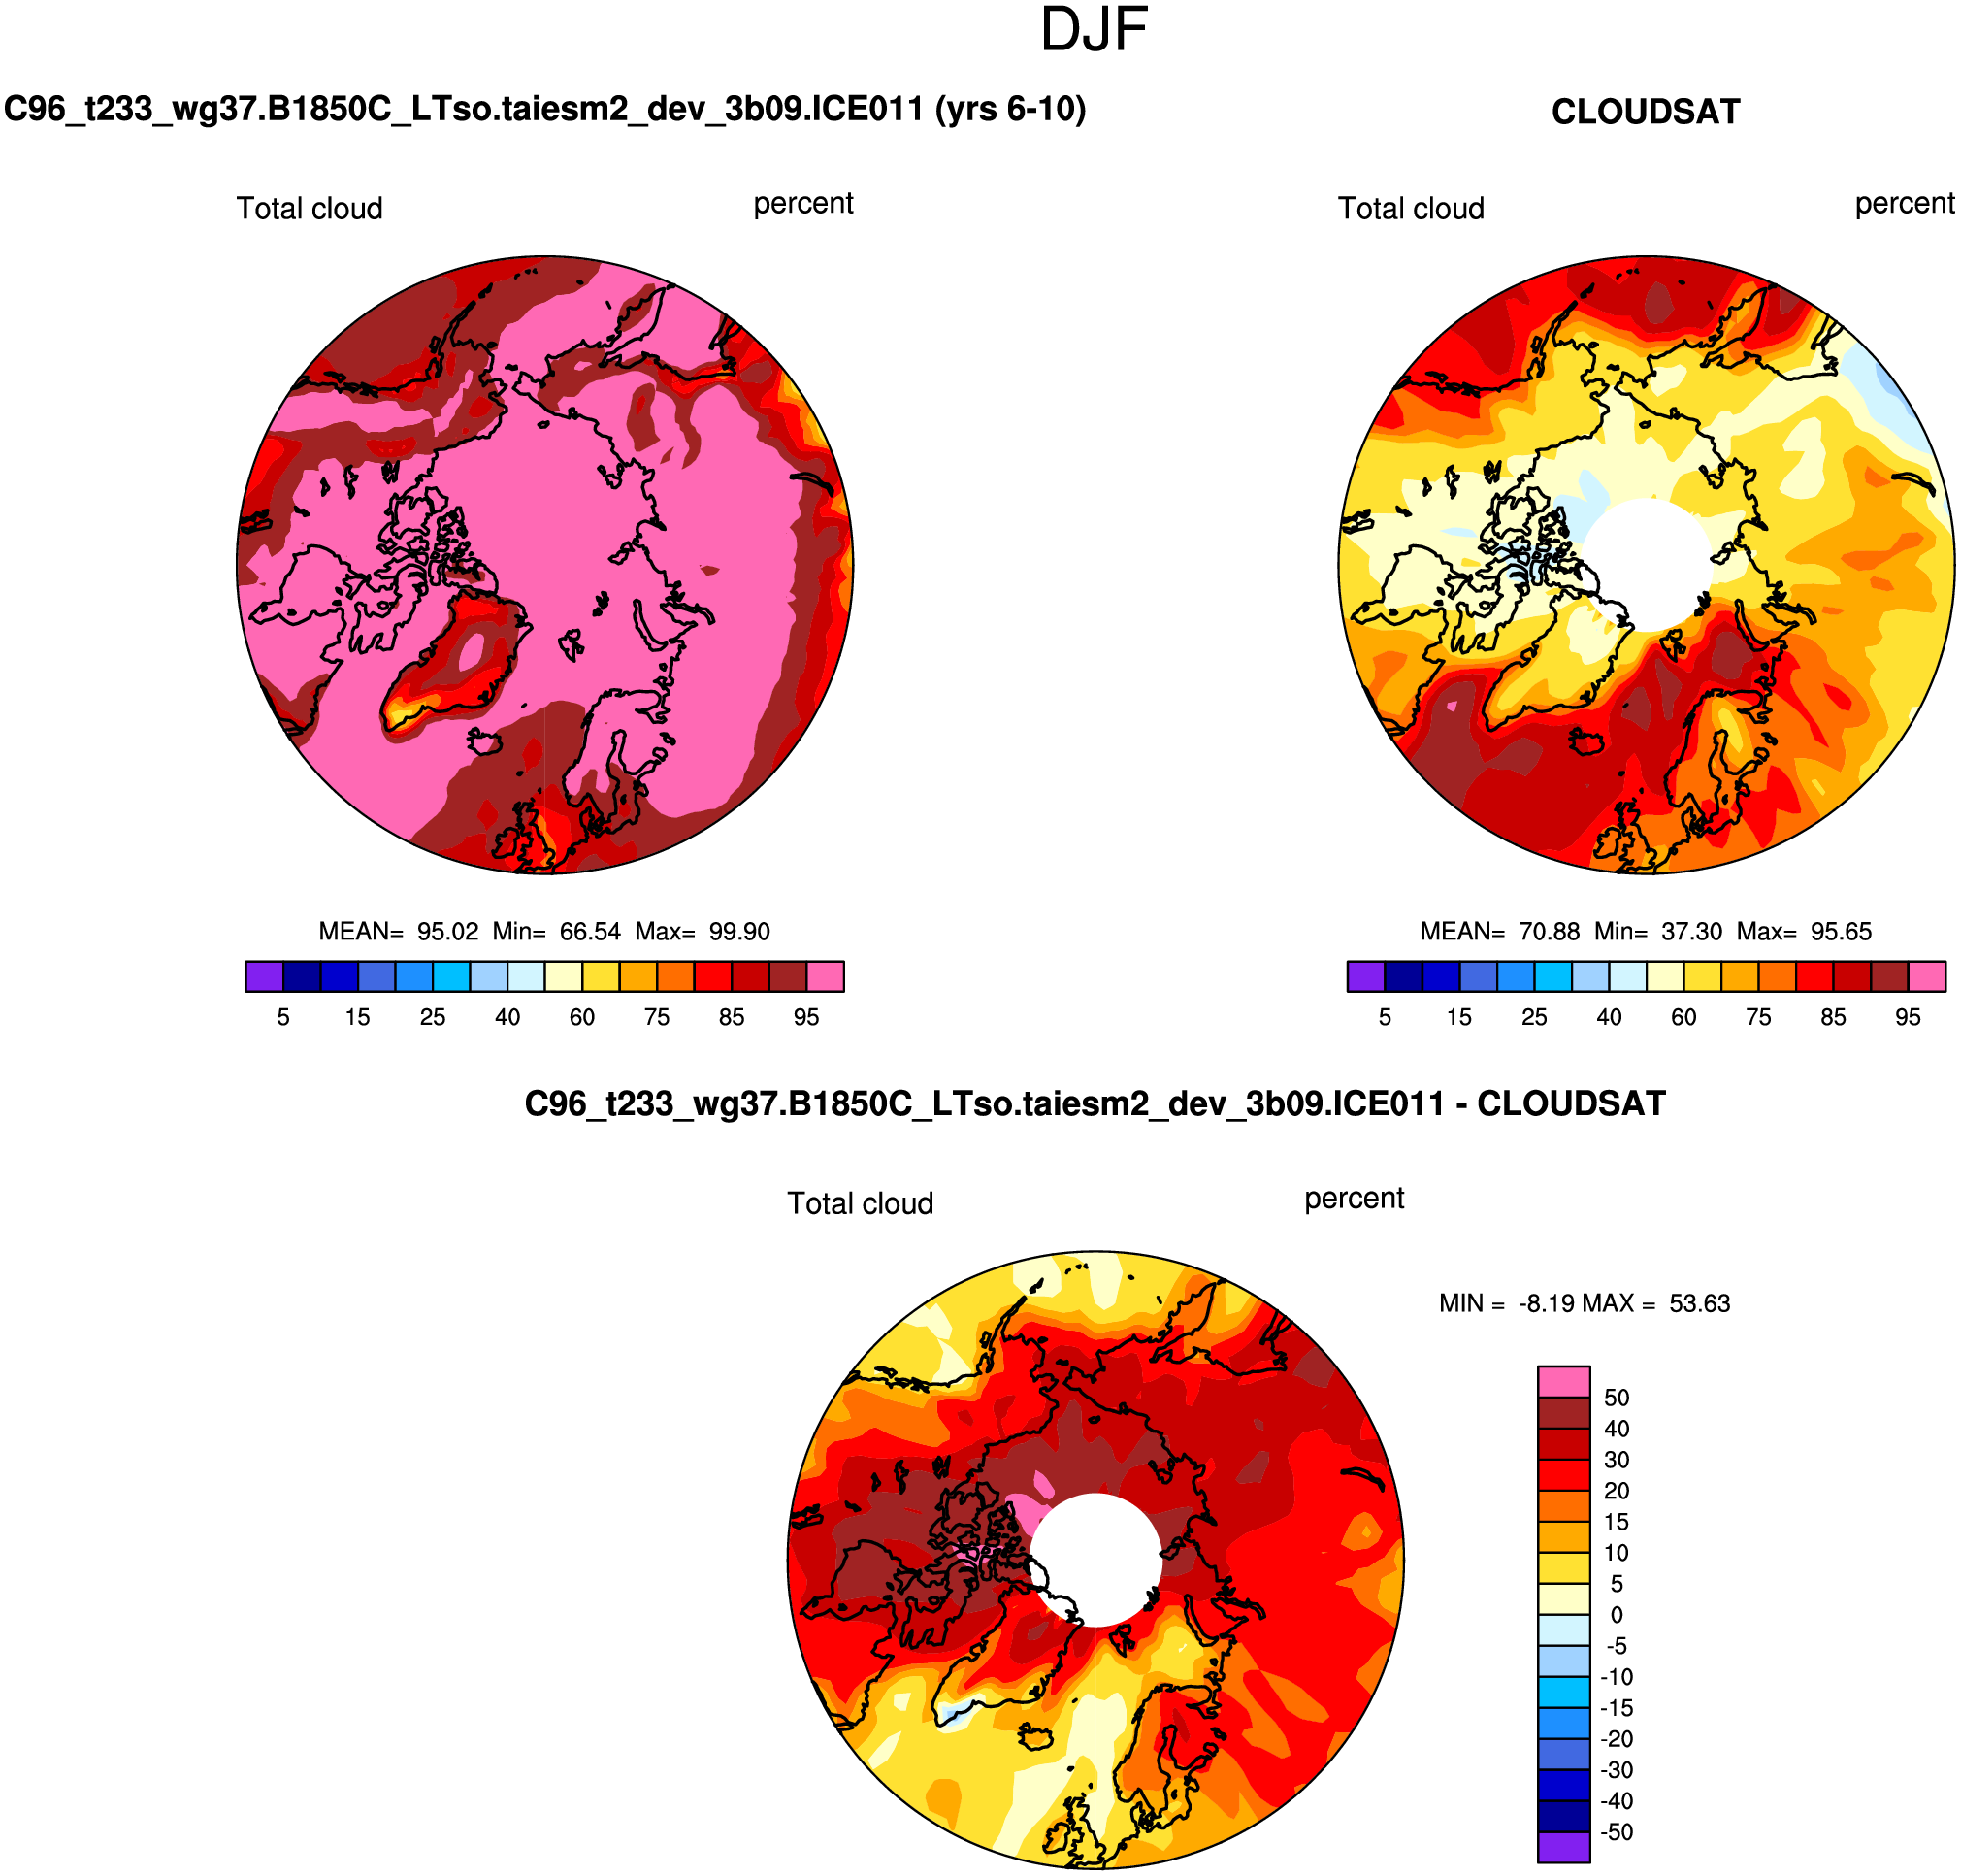 DJF
C96_t233_wg37.B1850C_LTso.taiesm2_dev_3b09.ICE011 (yrs 6-10)
CLOUDSAT
Total cloud percent
Total cloud percent
MEAN= 95.02 Min= 66.54 Max= 99.90
MEAN= 70.88 Min= 37.30 Max= 95.65
5 15 25 40 60 75 85 95
5 15 25 40 60 75 85 95
C96_t233_wg37.B1850C_LTso.taiesm2_dev_3b09.ICE011 - CLOUDSAT
Total cloud percent
MIN = -8.19 MAX = 53.63
50
40
30
20
15
10
5
0
-5
-10
-15
-20
-30
-40
-50